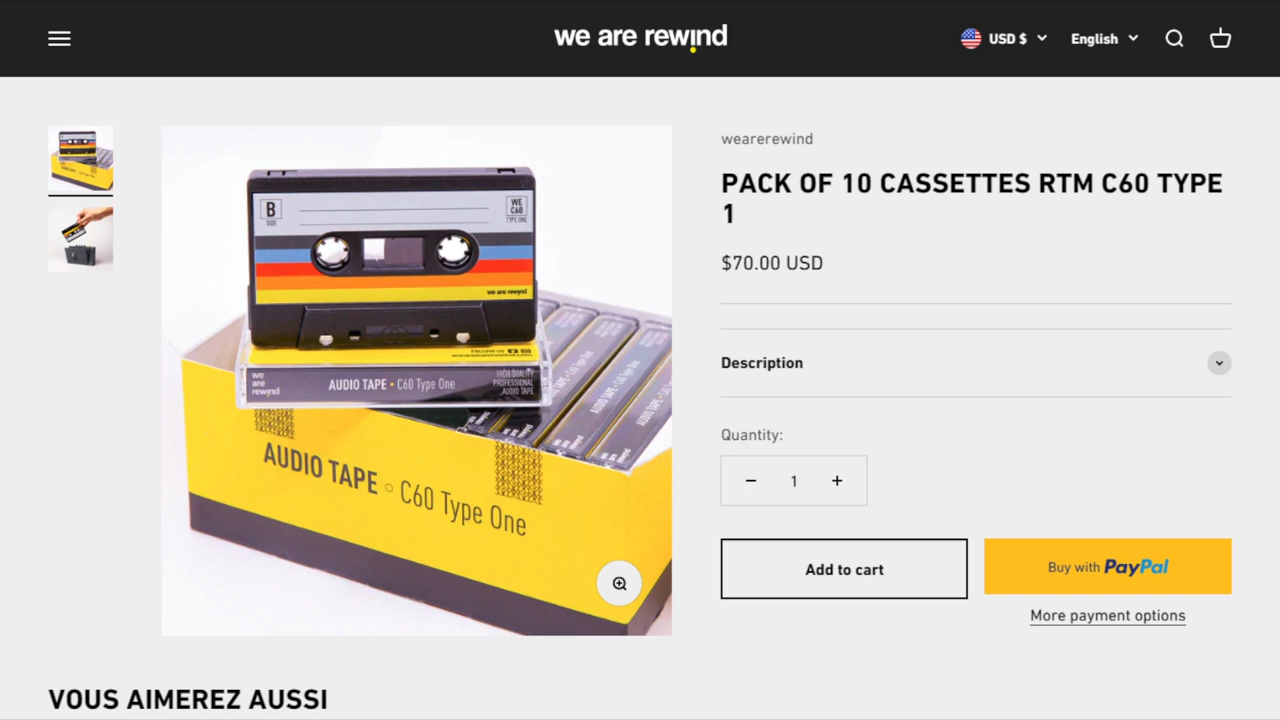 we are rewind
USD $
English
wearerewind
PACK OF 10 CASSETTES RTM C60 TYPE
1
$70.00 USD
Description
Quantity:
− 1 +
Add to cart
Buy with PayPal
More payment options
B
SIDE
WE
C60
TYPE ONE
we are rewind
FOLLOW US
we
are
rewind
AUDIO TAPE • C60 Type One
HIGH QUALITY
PROFESSIONAL
AUDIO TAPE
AUDIO TAPE ○ C60 Type One
VOUS AIMEREZ AUSSI